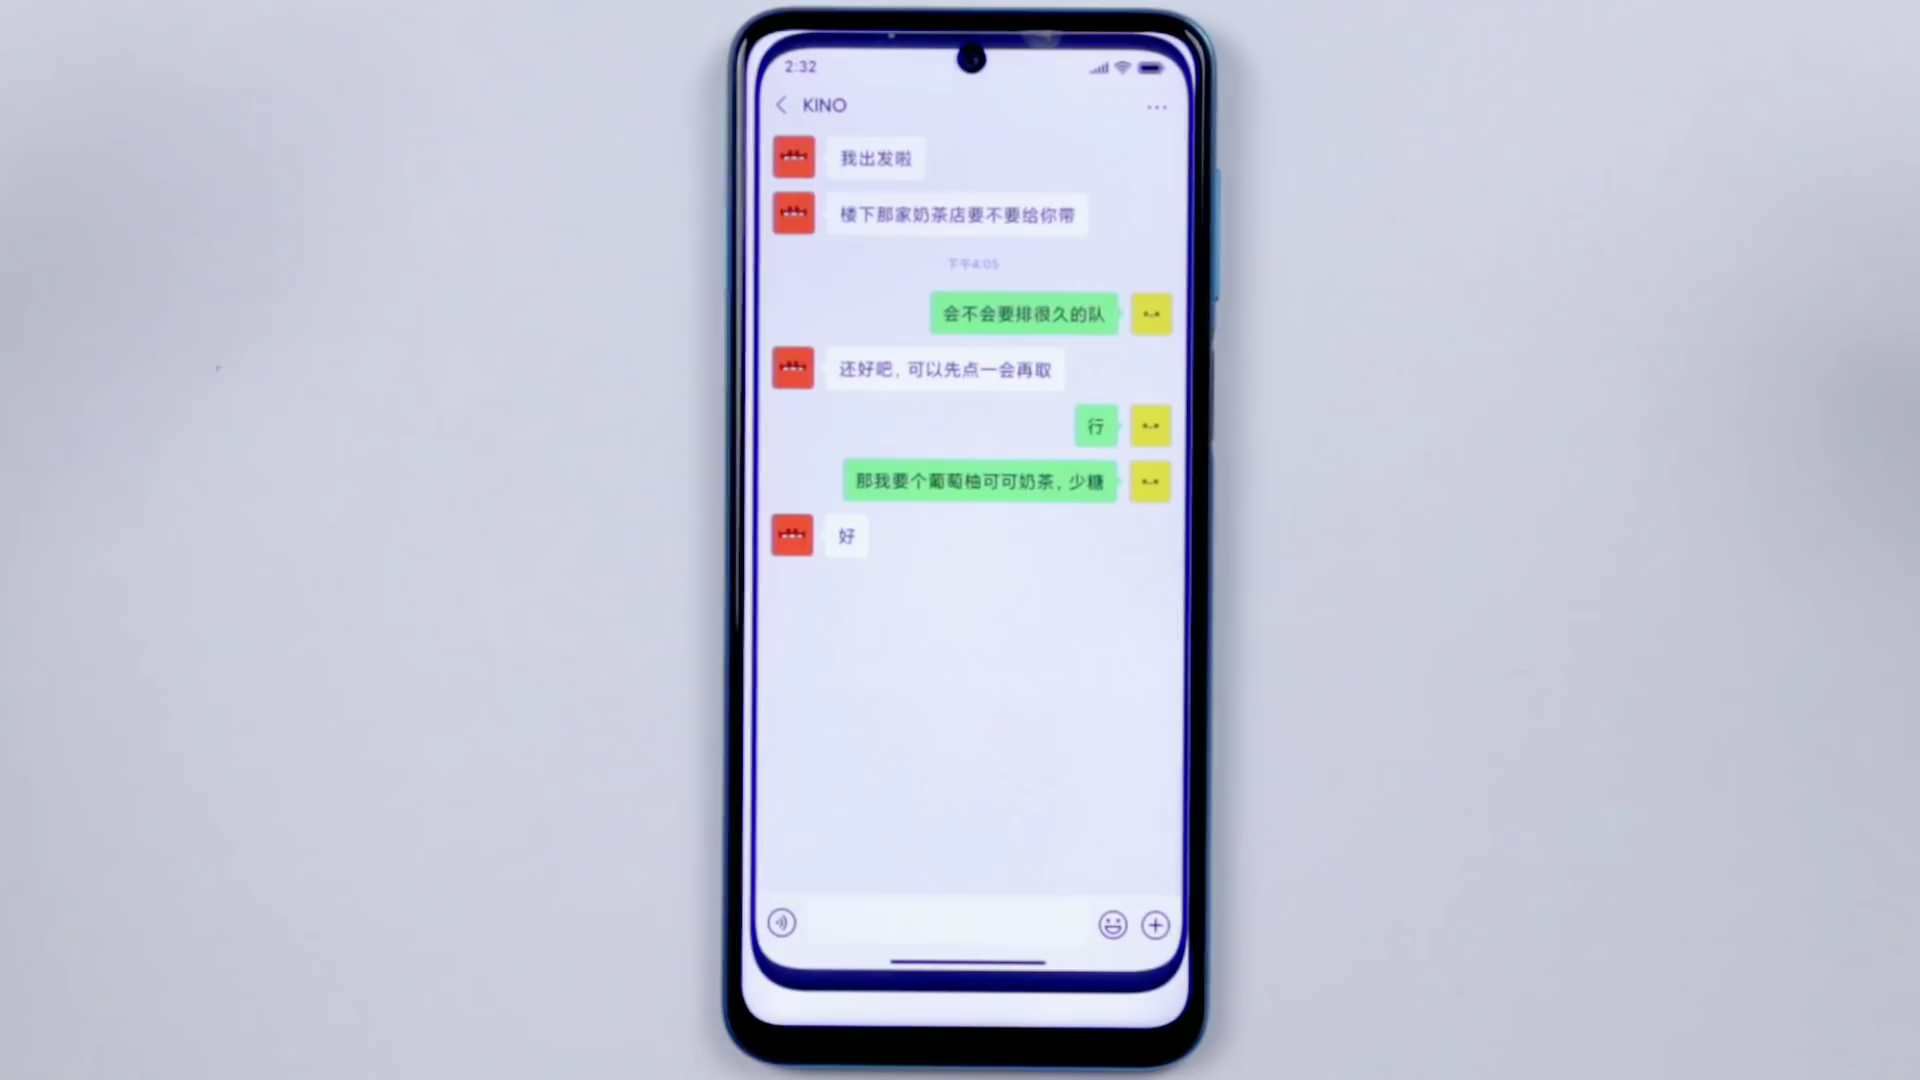 2:32
KINO
我出发啦
楼下那家奶茶店要不要给你带
下午4:05
会不会要排很久的队
还好吧，可以先点一会再取
行
那我要个葡萄柚可可奶茶，少糖
好